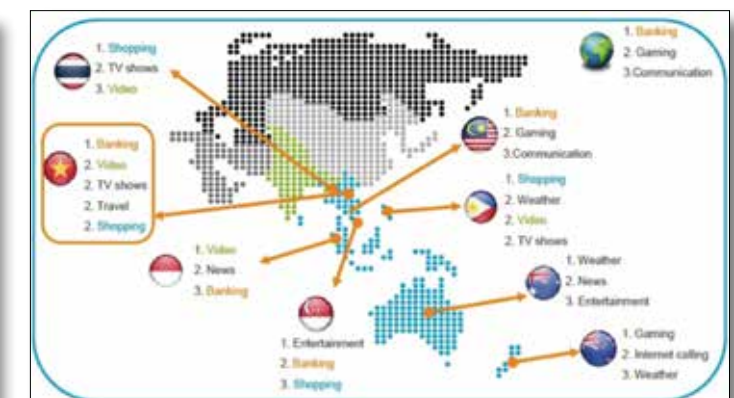 1. Shopping
2. TV shows
3. Video
1. Banking
2. Gaming
3.Communication
1. Banking
2. Video
2. TV shows
2. Travel
2. Shopping
1. Banking
2. Gaming
3.Communication
1. Shopping
2. Weather
2. Video
2. TV shows
1. Video
2. News
3. Banking
1. Weather
2. News
3. Entertainment
1. Entertainment
2. Banking
3. Shopping
1. Gaming
2. Internet calling
3. Weather